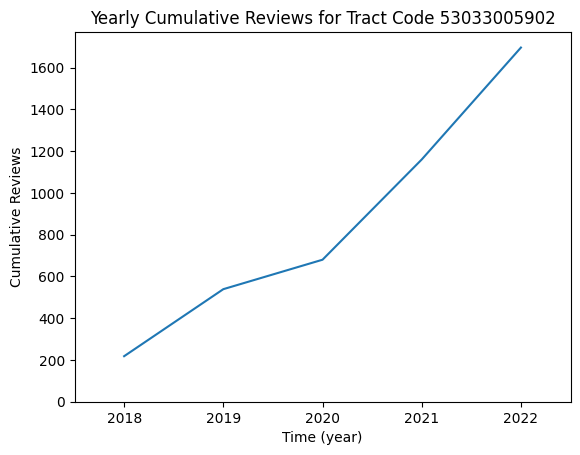 Yearly Cumulative Reviews for Tract Code 53033005902
1600
1400
1200
1000
800
600
400
200
0
Cumulative Reviews
2018 2019 2020 2021 2022
Time (year)